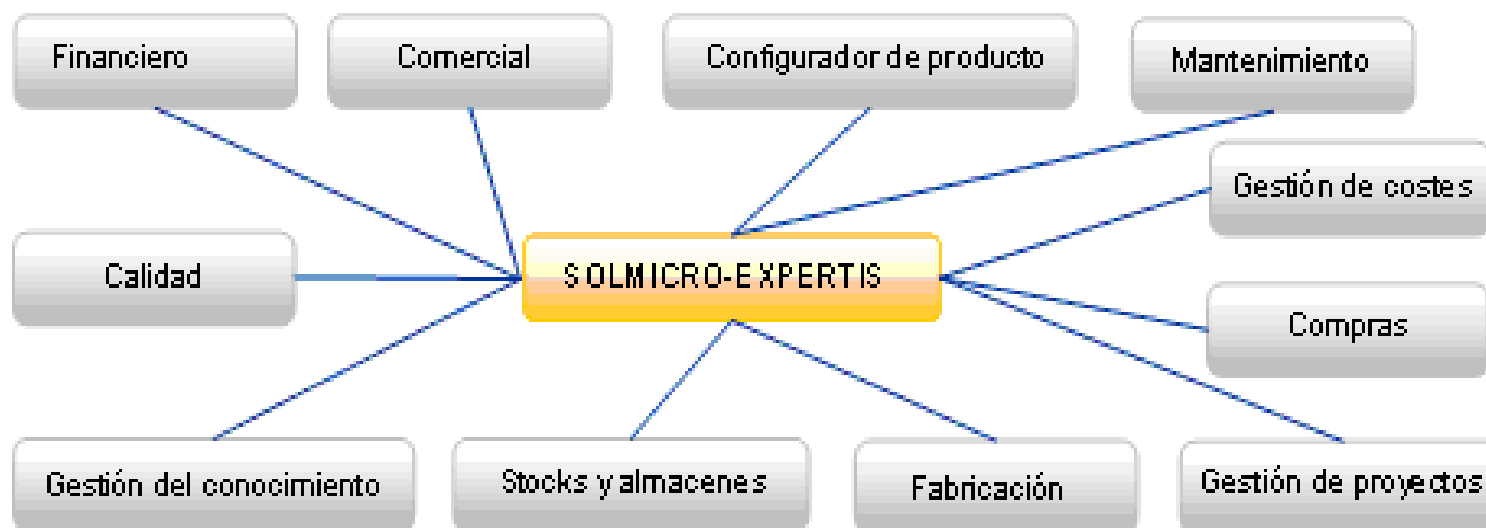 Financiero
Comercial
Configurador de producto
Mantenimiento
Gestión de costes
Calidad
SOLMICRO-EXPERTIS
Compras
Gestión del conocimiento
Stocks y almacenes
Fabricación
Gestión de proyectos